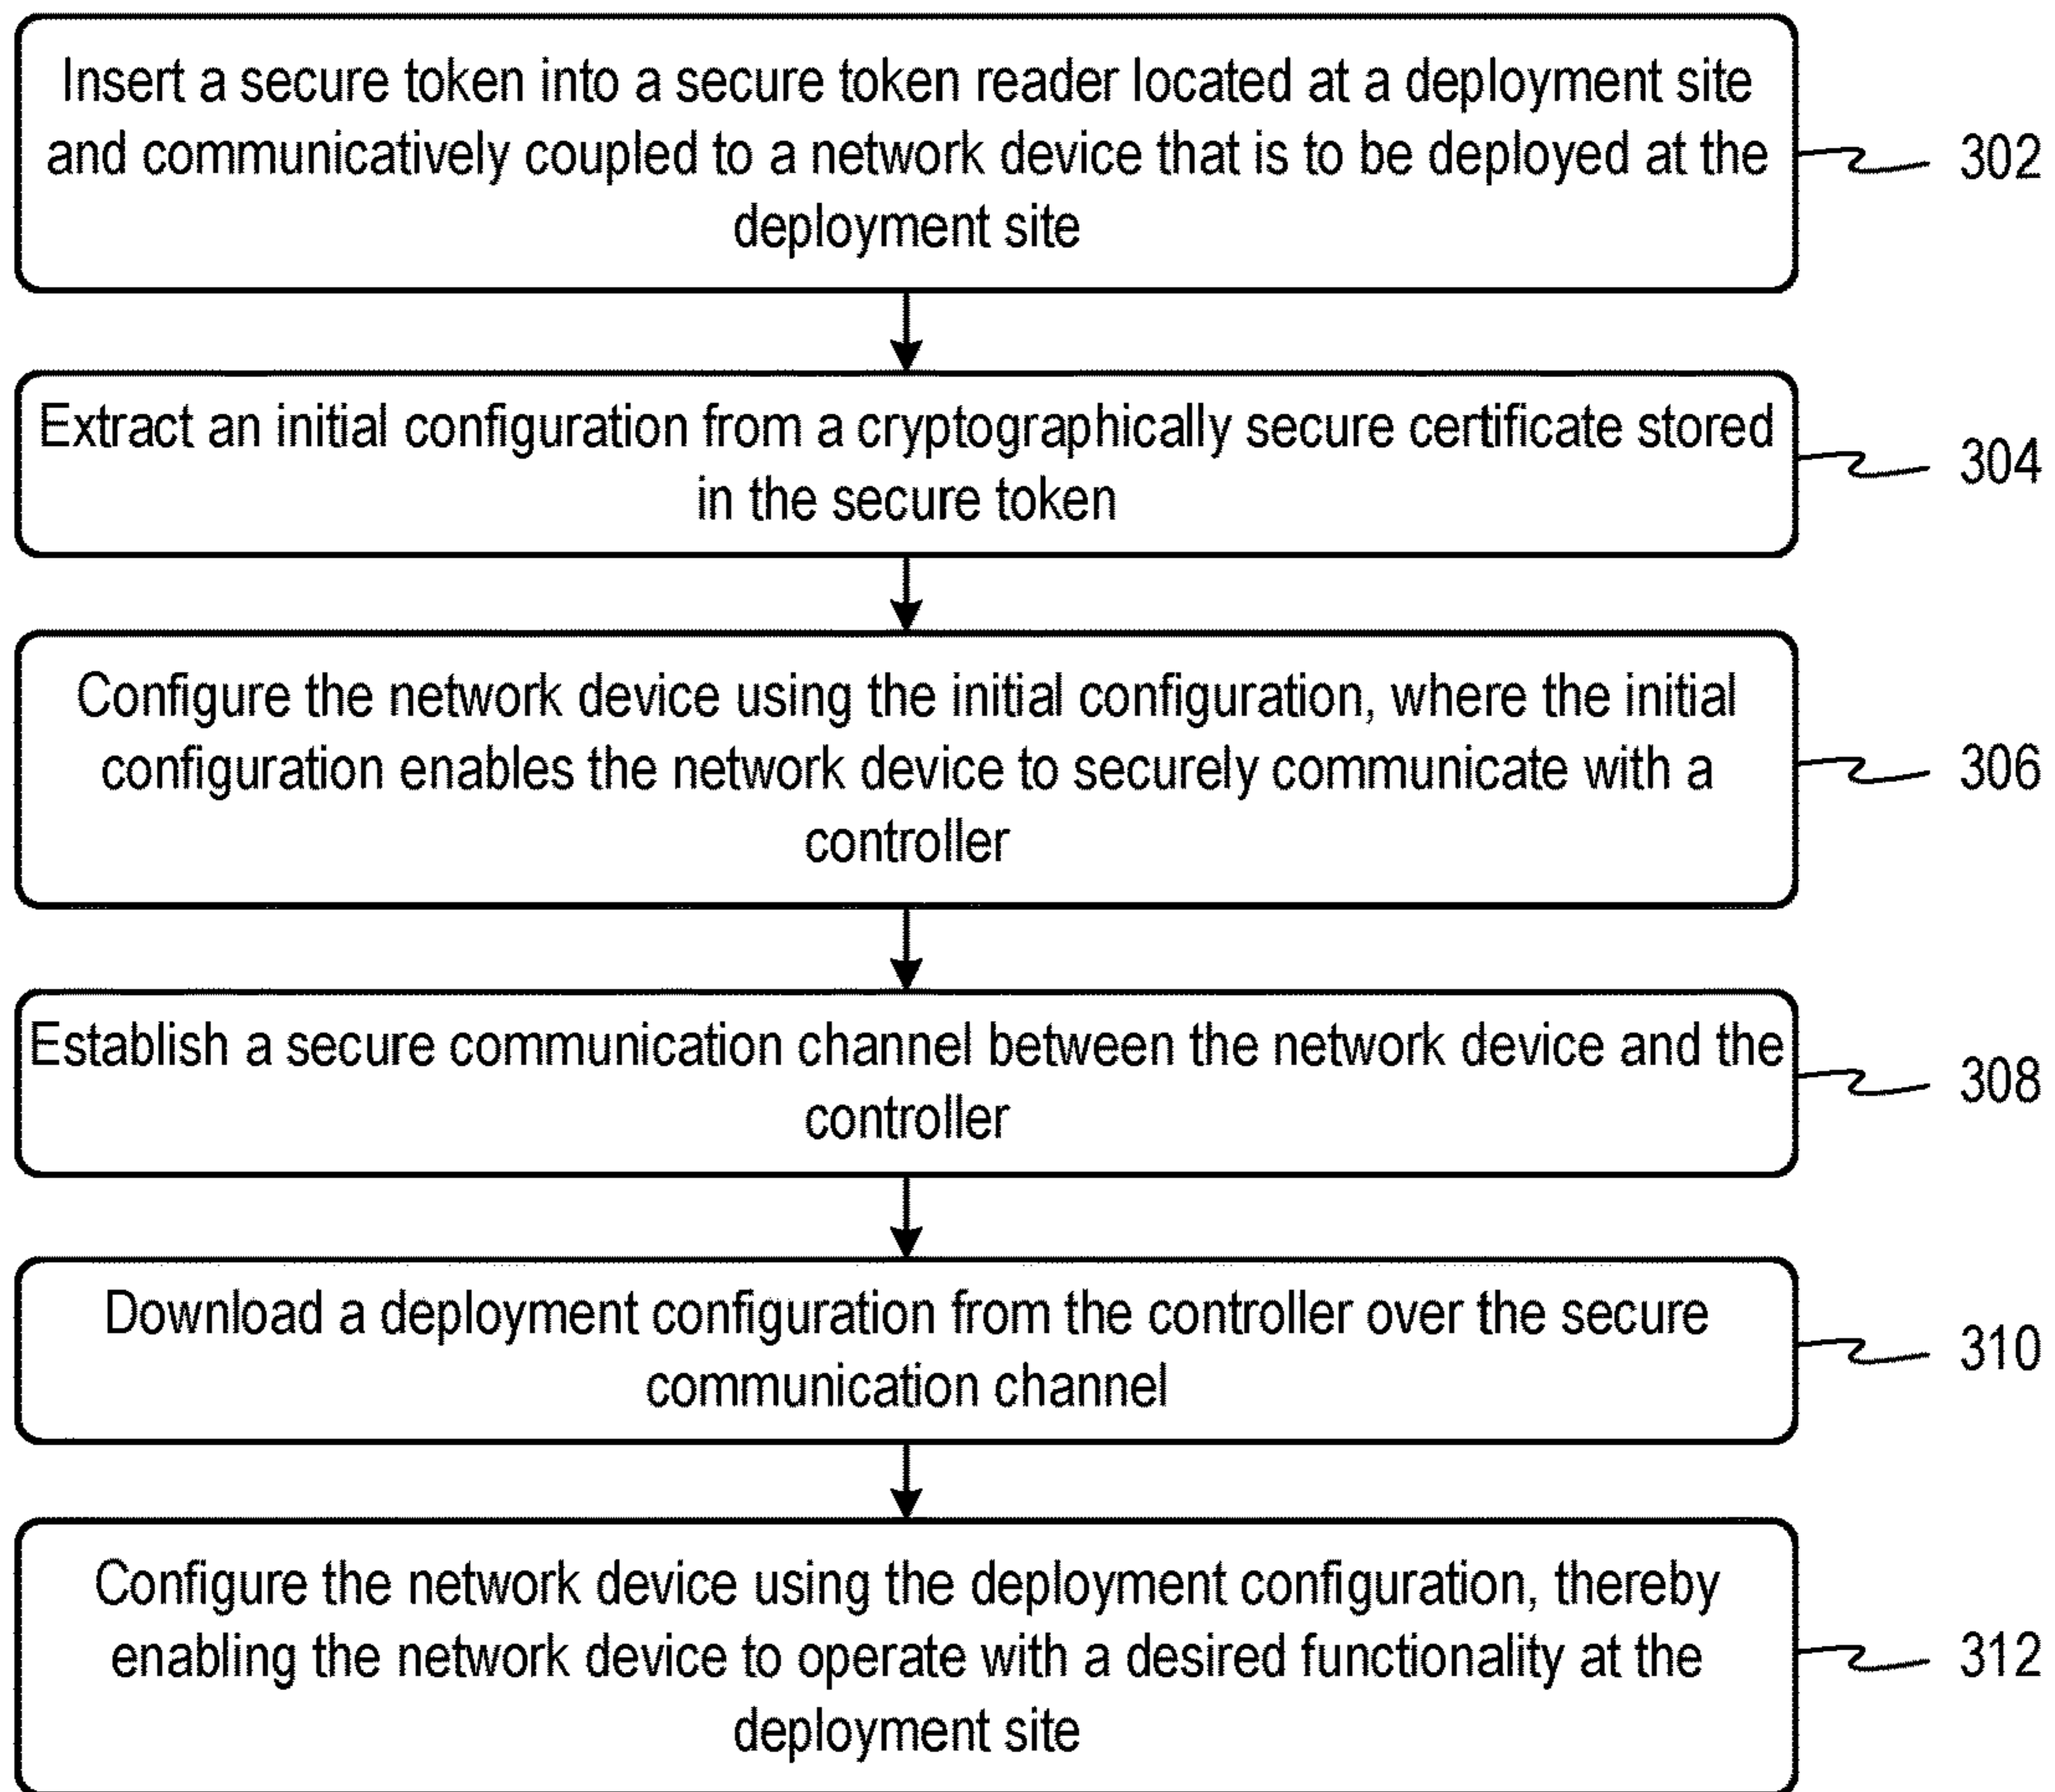 Insert a secure token into a secure token reader located at a deployment site
and communicatively coupled to a network device that is to be deployed at the
deployment site
302
Extract an initial configuration from a cryptographically secure certificate stored
in the secure token
304
Configure the network device using the initial configuration, where the initial
configuration enables the network device to securely communicate with a
controller
306
Establish a secure communication channel between the network device and the
controller
308
Download a deployment configuration from the controller over the secure
communication channel
310
Configure the network device using the deployment configuration, thereby
enabling the network device to operate with a desired functionality at the
deployment site
312